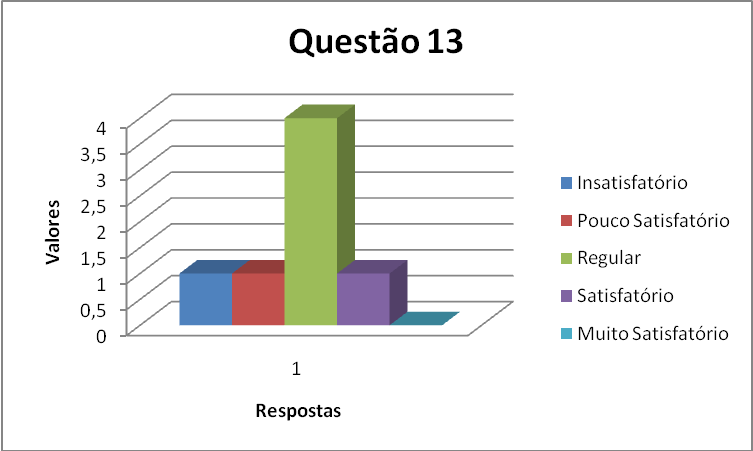 Questão 13
4
3,5
3
2,5
2
1,5
1
0,5
0
Valores
1
Respostas
Insatisfatório
Pouco Satisfatório
Regular
Satisfatório
Muito Satisfatório